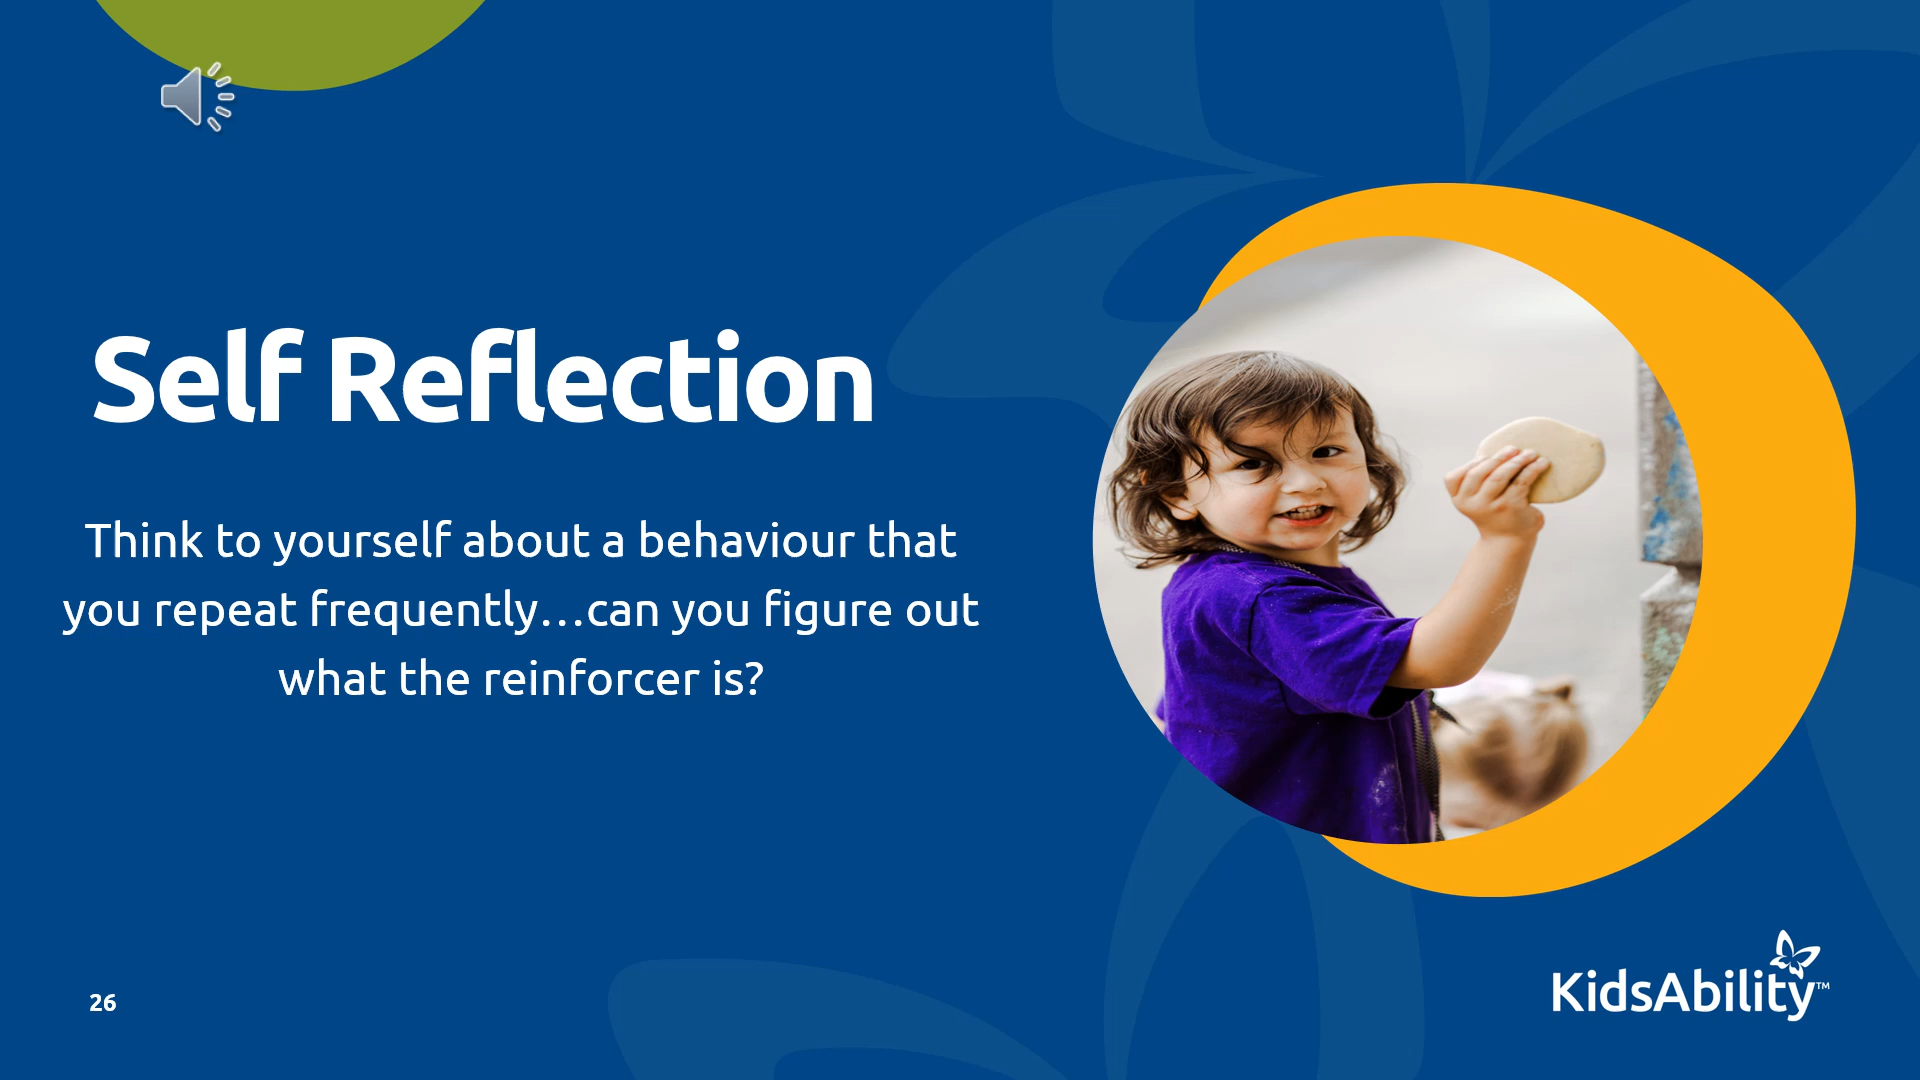 Self Reflection
Think to yourself about a behaviour that
you repeat frequently…can you figure out
what the reinforcer is?
26
KidsAbility™